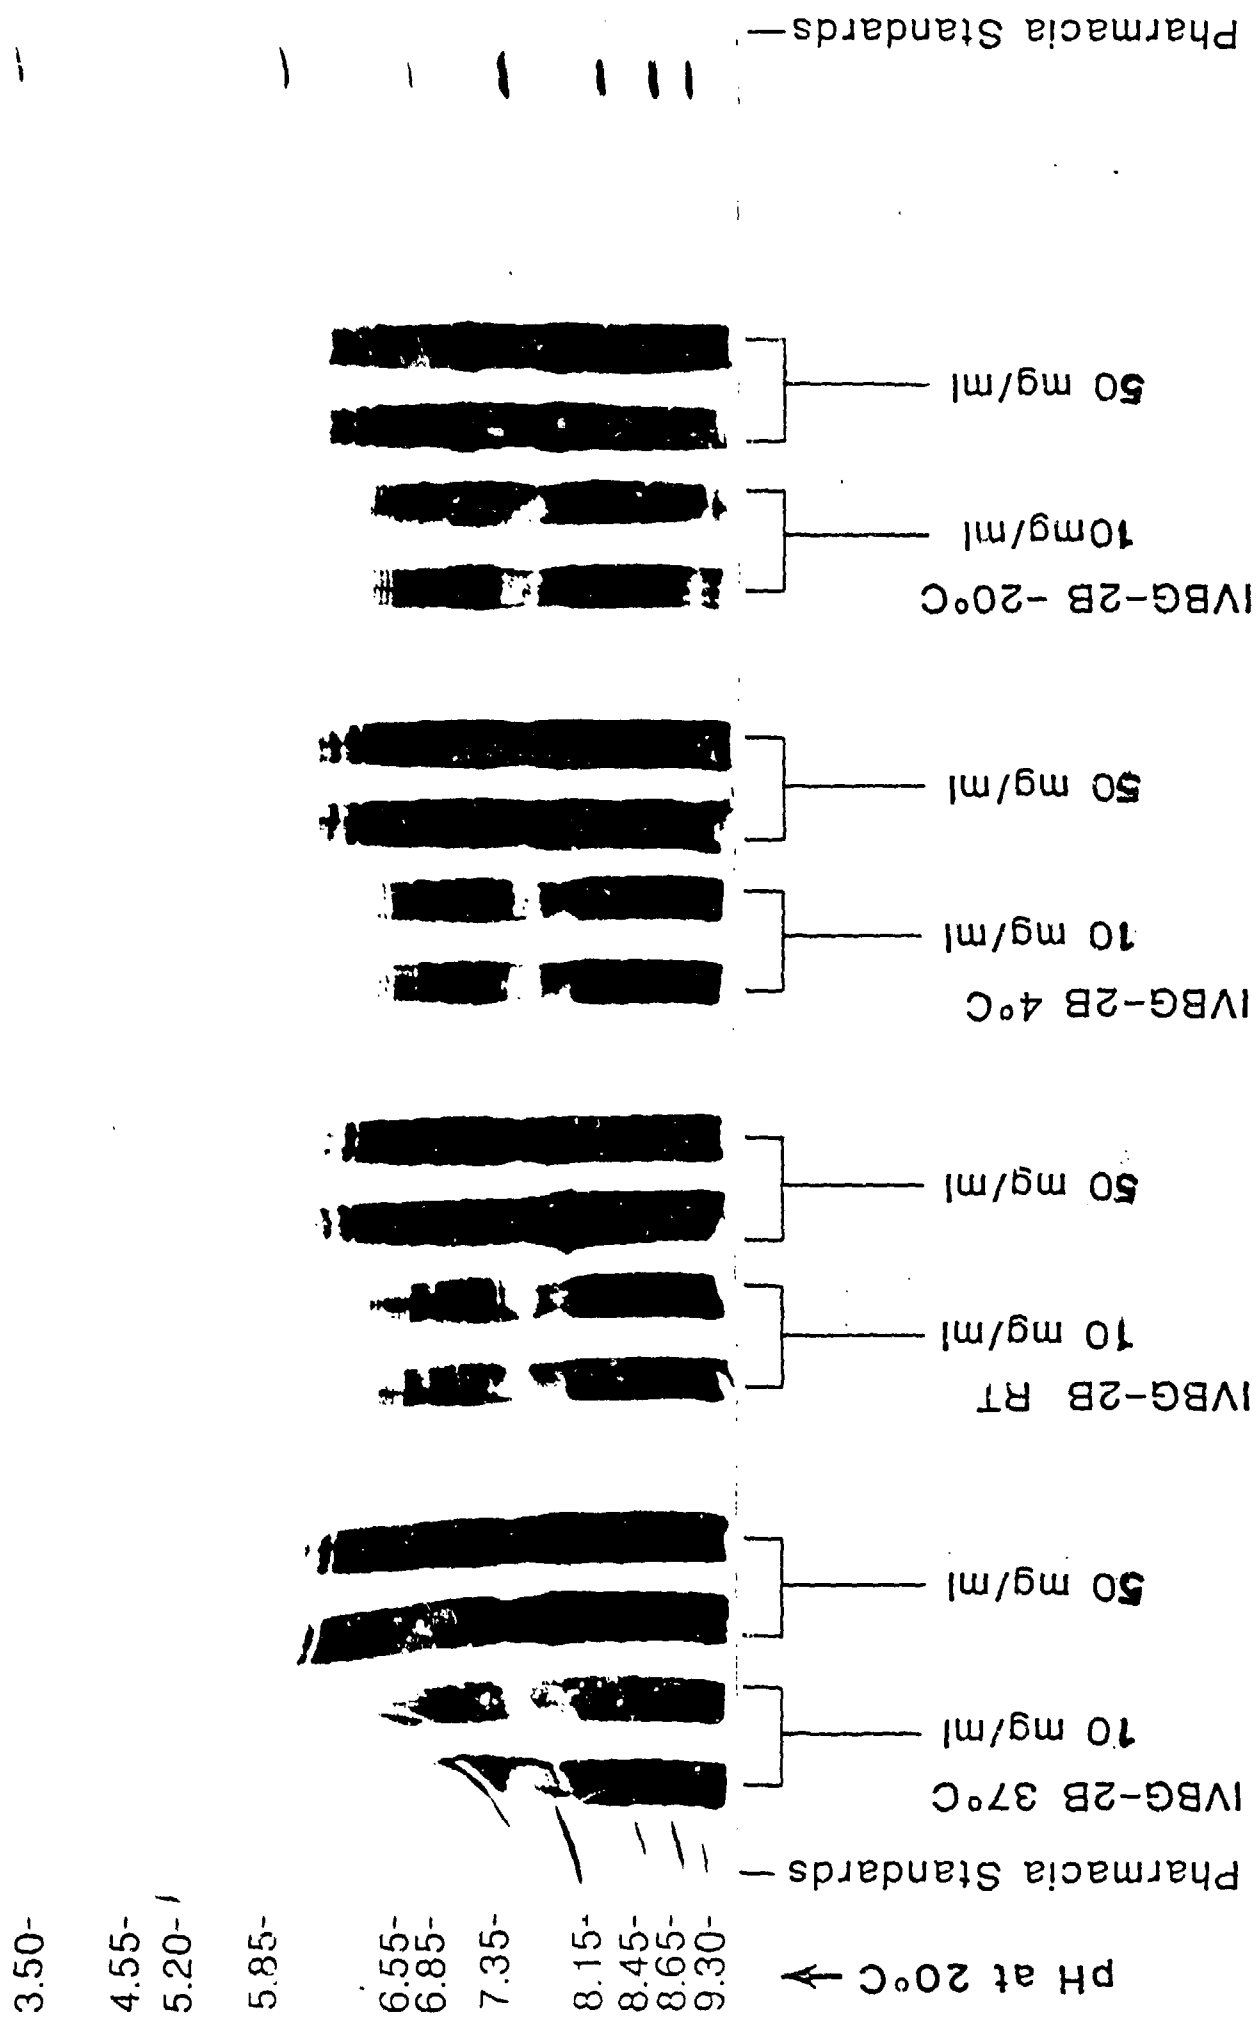 Pharmacia Standards
50 mg/ml
10mg/ml
IVBG-2B -20°C
50 mg/ml
10 mg/ml
IVBG-2B 4°C
50 mg/ml
10 mg/ml
IVBG-2B RT
50 mg/ml
10 mg/ml
IVBG-2B 37°C
Pharmacia Standards
pH at 20°C →
3.50-
4.55-
5.20-
5.85-
6.55-
6.85-
7.35-
8.15-
8.45-
8.65-
9.30-